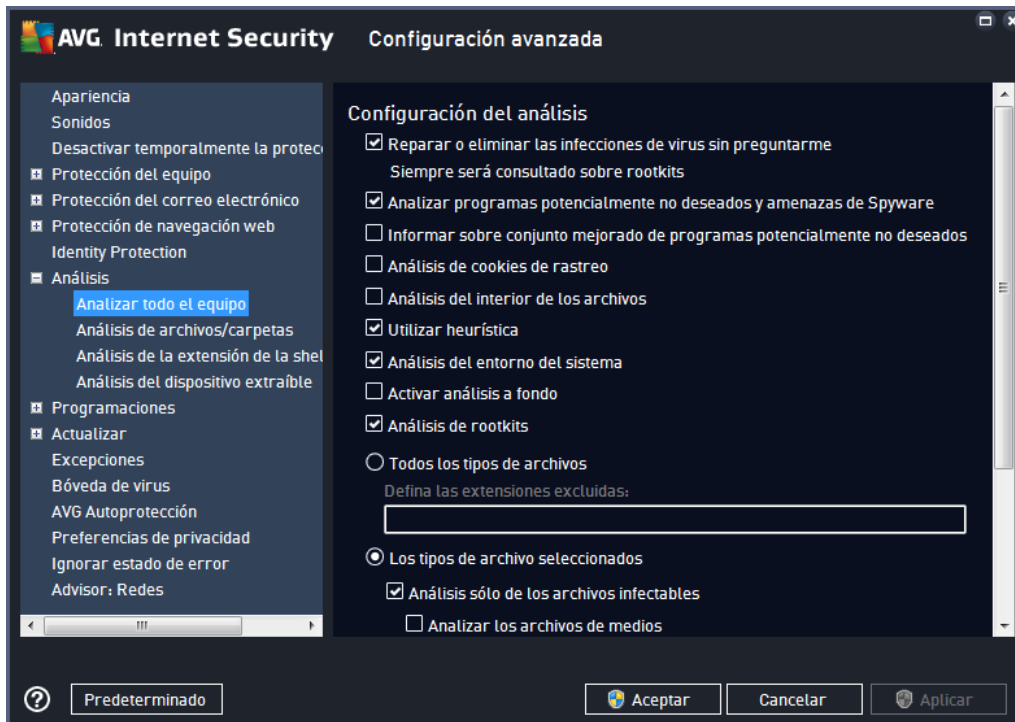 AVG. Internet Security Configuración avanzada
Apariencia
Sonidos
Desactivar temporalmente la protec
Protección del equipo
Protección del correo electrónico
Protección de navegación web
Identity Protection
Análisis
Analizar todo el equipo
Análisis de archivos/carpetas
Análisis de la extensión de la shel
Análisis del dispositivo extraíble
Programaciones
Actualizar
Excepciones
Bóveda de virus
AVG Autoprotección
Preferencias de privacidad
Ignorar estado de error
Advisor: Redes
Configuración del análisis
Reparar o eliminar las infecciones de virus sin preguntarme
Siempre será consultado sobre rootkits
Analizar programas potencialmente no deseados y amenazas de Spyware
Informar sobre conjunto mejorado de programas potencialmente no deseados
Análisis de cookies de rastreo
Análisis del interior de los archivos
Utilizar heurística
Análisis del entorno del sistema
Activar análisis a fondo
Análisis de rootkits
Todos los tipos de archivos
Defina las extensiones excluidas:
Los tipos de archivo seleccionados
Análisis sólo de los archivos infectables
Analizar los archivos de medios
Predeterminado
Aceptar
Cancelar
Aplicar